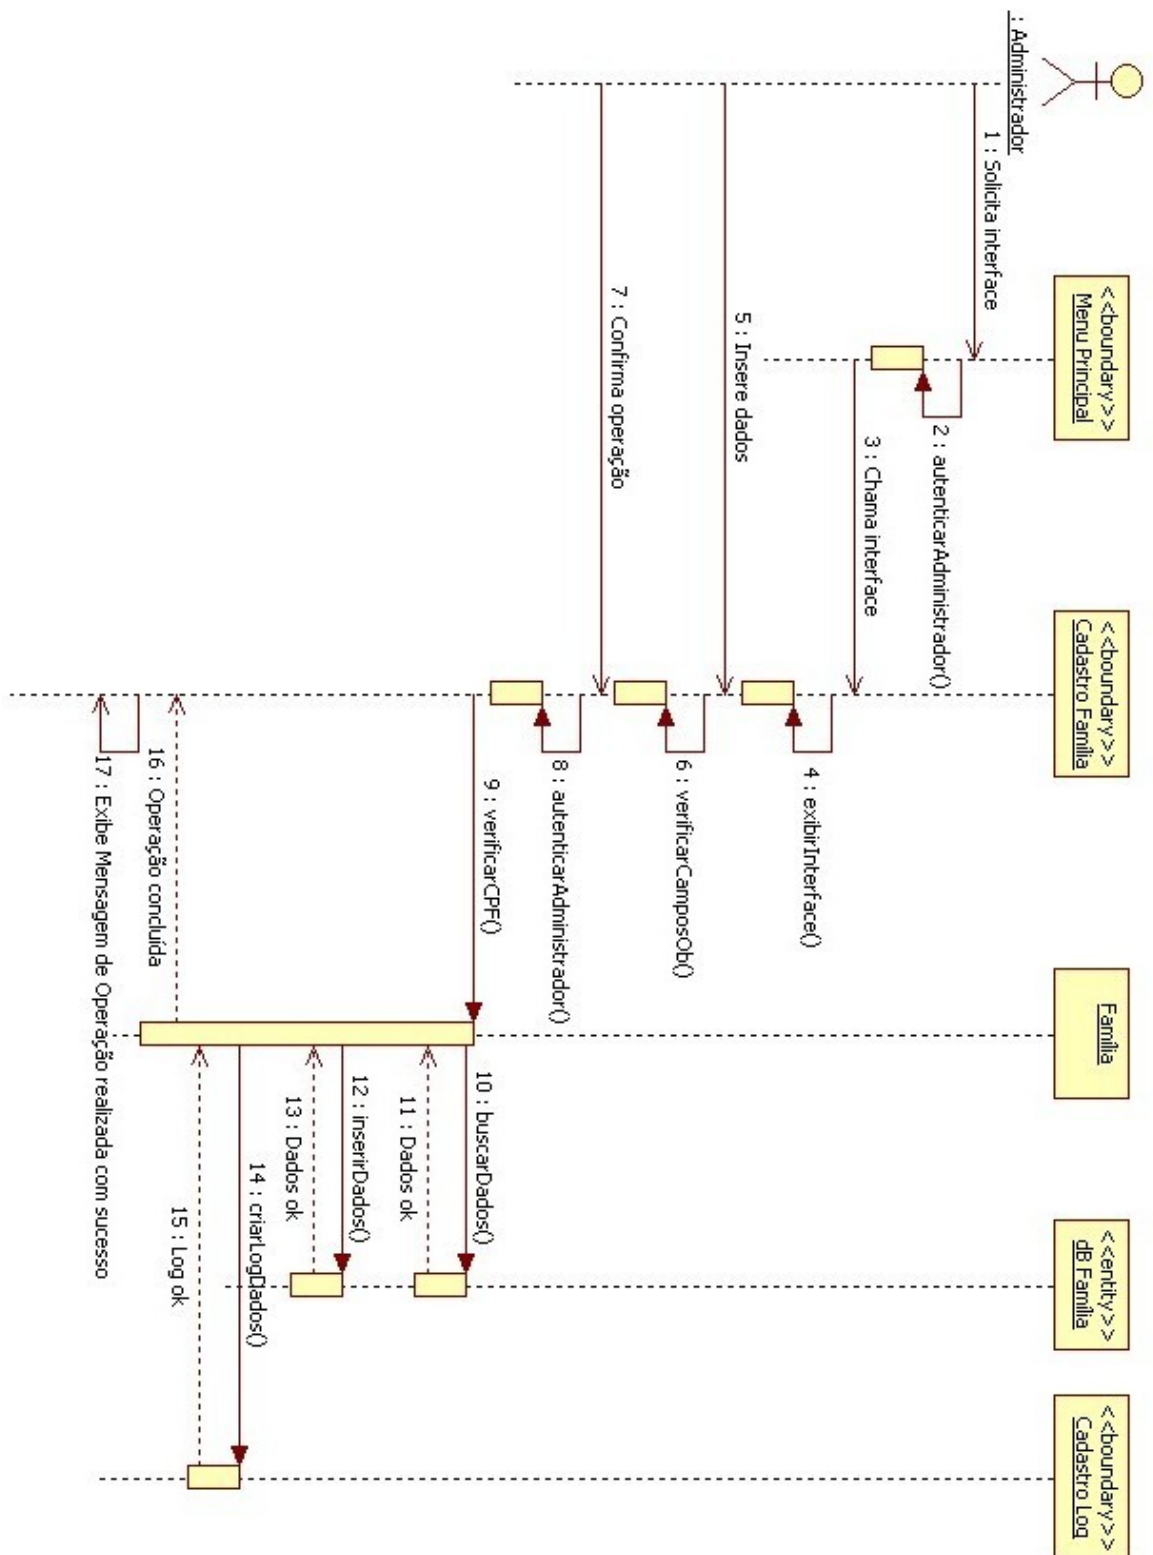 : Administrador
<<boundary>>
Menu Principal
<<boundary>>
Cadastro Família
Família
<<entity>>
dB Família
<<boundary>>
Cadastro Log
1 : Solicita interface
2 : autenticarAdministrador()
3 : Chama interface
4 : exibirInterface()
5 : Insere dados
6 : verificarCamposOb()
7 : Confirma operação
8 : autenticarAdministrador()
9 : verificarCPF()
10 : buscarDados()
11 : Dados ok
12 : inserirDados()
13 : Dados ok
14 : criarLogDados()
15 : Log ok
16 : Operação concluída
17 : Exibe Mensagem de Operação realizada com sucesso